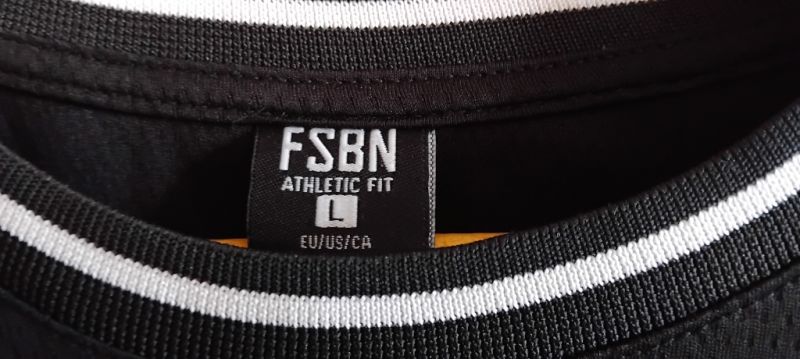 FSBN
ATHLETIC FIT
L
EU/US/CA